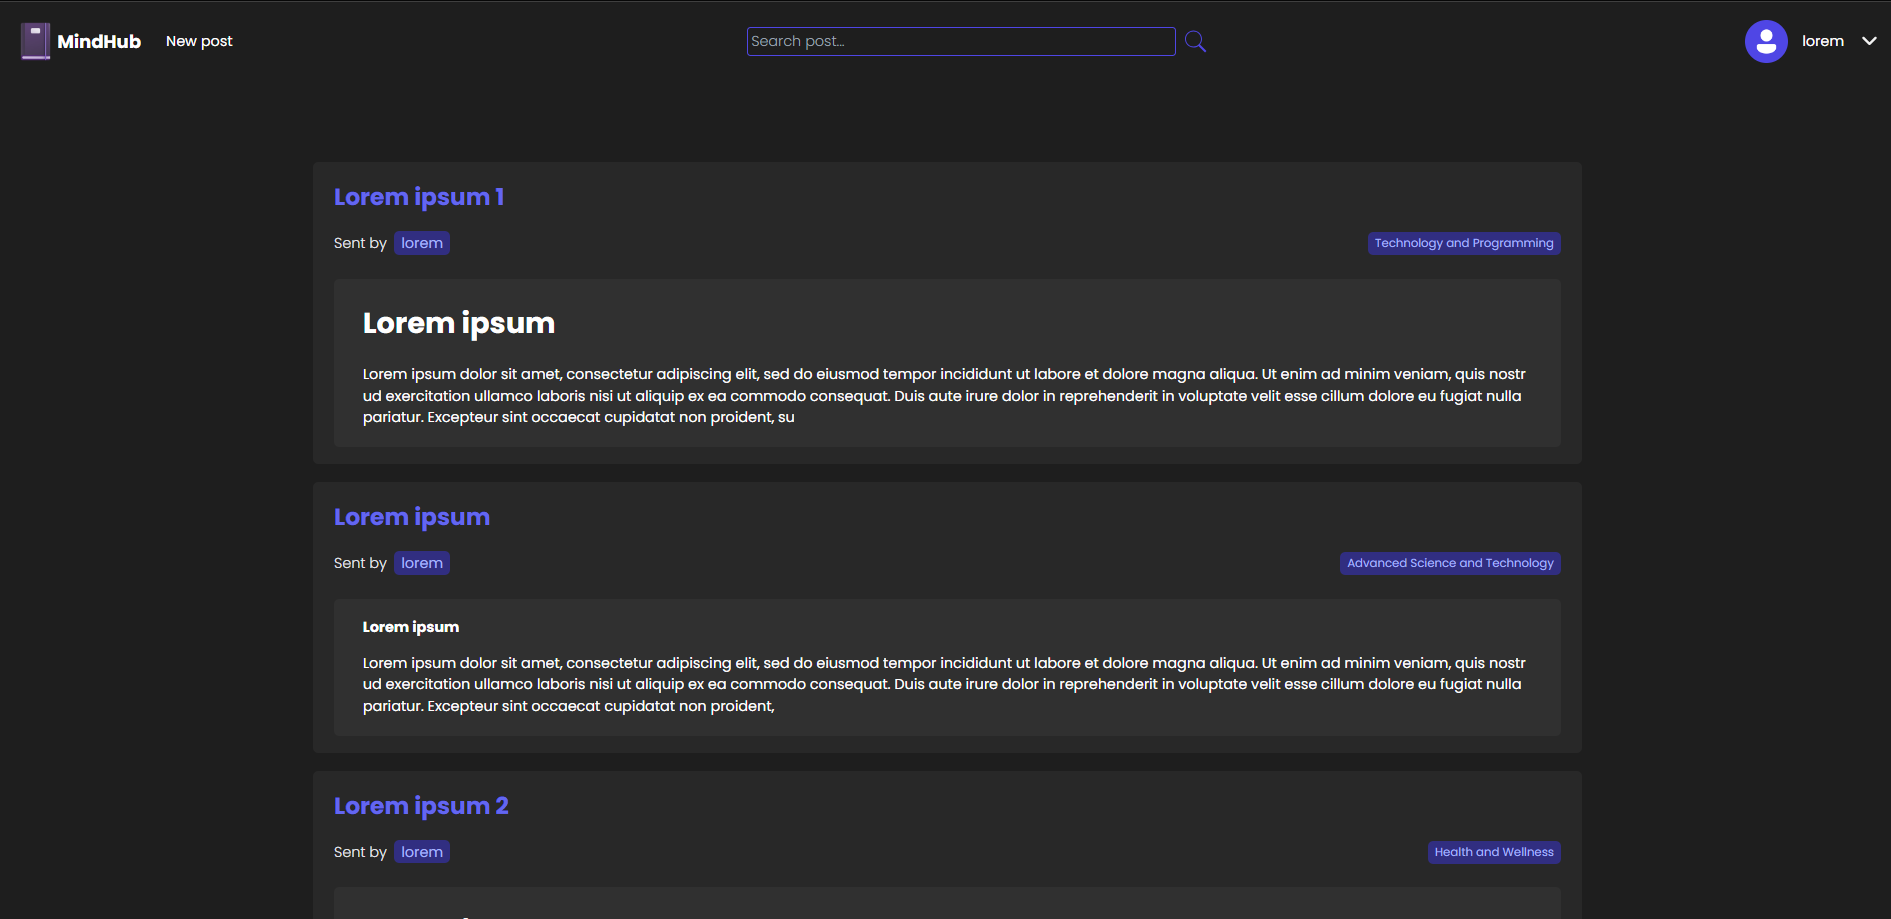 MindHub
New post
Search post...
lorem
Lorem ipsum 1
Sent by lorem
Technology and Programming
Lorem ipsum
Lorem ipsum dolor sit amet, consectetur adipiscing elit, sed do eiusmod tempor incididunt ut labore et dolore magna aliqua. Ut enim ad minim veniam, quis nostr
ud exercitation ullamco laboris nisi ut aliquip ex ea commodo consequat. Duis aute irure dolor in reprehenderit in voluptate velit esse cillum dolore eu fugiat nulla
pariatur. Excepteur sint occaecat cupidatat non proident, su
Lorem ipsum
Sent by lorem
Advanced Science and Technology
Lorem ipsum
Lorem ipsum dolor sit amet, consectetur adipiscing elit, sed do eiusmod tempor incididunt ut labore et dolore magna aliqua. Ut enim ad minim veniam, quis nostr
ud exercitation ullamco laboris nisi ut aliquip ex ea commodo consequat. Duis aute irure dolor in reprehenderit in voluptate velit esse cillum dolore eu fugiat nulla
pariatur. Excepteur sint occaecat cupidatat non proident,
Lorem ipsum 2
Sent by lorem
Health and Wellness